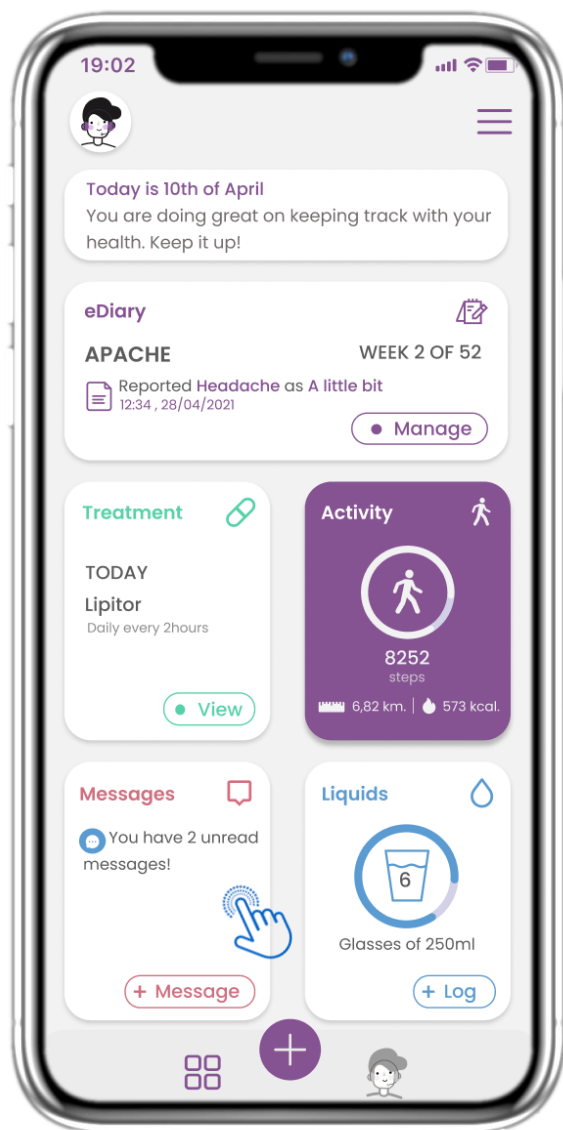 19:02
Today is 10th of April
You are doing great on keeping track with your
health. Keep it up!
eDiary
APACHE
WEEK 2 OF 52
Reported Headache as A little bit
12:34 , 28/04/2021
Manage
Treatment
TODAY
Lipitor
Daily every 2hours
View
Activity
8252
steps
6,82 km.
573 kcal.
Messages
You have 2 unread
messages!
+ Message
Liquids
6
Glasses of 250ml
+ Log